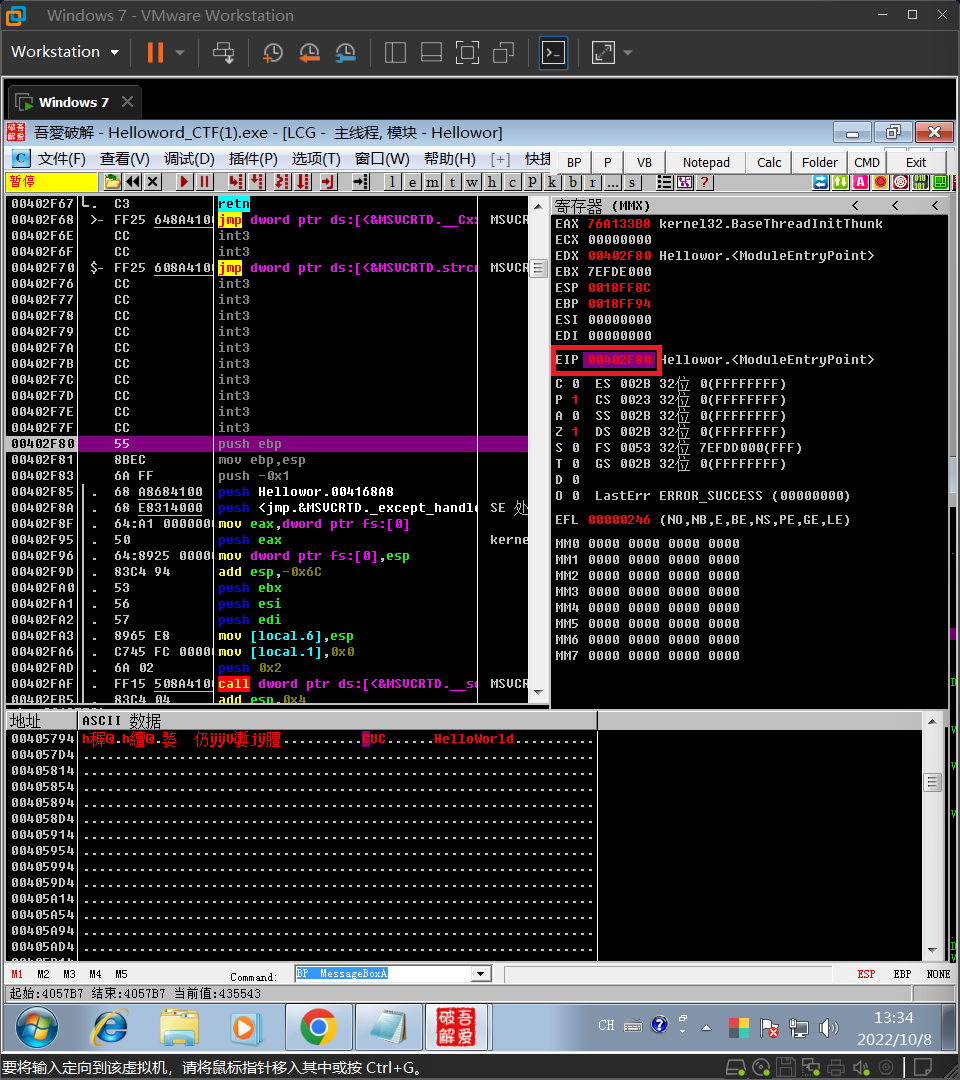 Windows 7 - VMware Workstation
Workstation
Windows 7
吾愛破解 - Helloword_CTF(1).exe - [LCG - 主线程, 模块 - Hellowor]
C 文件(F) 查看(V) 调试(D) 插件(P) 选项(T) 窗口(W) 帮助(H) [+] 快捷 BP P VB Notepad Calc Folder CMD Exit
暂停 l e m t w h c p k b r ... s ?
00402F67 . C3 retn
00402F68 >- FF25 648A4100 jmp dword ptr ds:[<&MSVCRTD.__Cxx MSVCR
00402F6E CC int3
00402F6F CC int3
00402F70 $- FF25 608A4100 jmp dword ptr ds:[<&MSVCRTD.strcm MSVCR
00402F76 CC int3
00402F77 CC int3
00402F78 CC int3
00402F79 CC int3
00402F7A CC int3
00402F7B CC int3
00402F7C CC int3
00402F7D CC int3
00402F7E CC int3
00402F7F CC int3
00402F80 55 push ebp
00402F81 8BEC mov ebp,esp
00402F83 6A FF push -0x1
00402F85 . 68 A8684100 push Hellowor.004168A8
00402F8A . 68 E8314000 push <jmp.&MSVCRTD._except_handle SE 处
00402F8F . 64:A1 0000000 mov eax,dword ptr fs:[0]
00402F95 . 50 push eax kerne
00402F96 . 64:8925 00000 mov dword ptr fs:[0],esp
00402F9D . 83C4 94 add esp,-0x6C
00402FA0 . 53 push ebx
00402FA1 . 56 push esi
00402FA2 . 57 push edi
00402FA3 . 8965 E8 mov [local.6],esp
00402FA6 . C745 FC 00000 mov [local.1],0x0
00402FAD . 6A 02 push 0x2
00402FAF . FF15 508A4100 call dword ptr ds:[<&MSVCRTD.__se MSVCR
00402FB5 . 83C4 04 add esp,0x4
寄存器 (MMX) < < <
EAX 76A133B8 kernel32.BaseThreadInitThunk
ECX 00000000
EDX 00402F80 Hellowor.<ModuleEntryPoint>
EBX 7EFDE000
ESP 0018FF8C
EBP 0018FF94
ESI 00000000
EDI 00000000
EIP 00402F80 Hellowor.<ModuleEntryPoint>
C 0 ES 002B 32位 0(FFFFFFFF)
P 1 CS 0023 32位 0(FFFFFFFF)
A 0 SS 002B 32位 0(FFFFFFFF)
Z 1 DS 002B 32位 0(FFFFFFFF)
S 0 FS 0053 32位 7EFDD000(FFF)
T 0 GS 002B 32位 0(FFFFFFFF)
D 0
O 0 LastErr ERROR_SUCCESS (00000000)
EFL 00000246 (NO,NB,E,BE,NS,PE,GE,LE)
MM0 0000 0000 0000 0000
MM1 0000 0000 0000 0000
MM2 0000 0000 0000 0000
MM3 0000 0000 0000 0000
MM4 0000 0000 0000 0000
MM5 0000 0000 0000 0000
MM6 0000 0000 0000 0000
MM7 0000 0000 0000 0000
地址 ASCII 数据
00405794 HelloWorld
004057D4
00405814
00405854
00405894
004058D4
00405914
00405954
00405994
004059D4
00405A14
00405A54
00405A94
00405AD4
M1 M2 M3 M4 M5 Command: BP MessageBoxA ESP EBP NONE
起始:4057B7 结束:4057B7 当前值:435543
破吾解爱 CH 13:34
2022/10/8
要将输入定向到该虚拟机，请将鼠标指针移入其中或按 Ctrl+G。